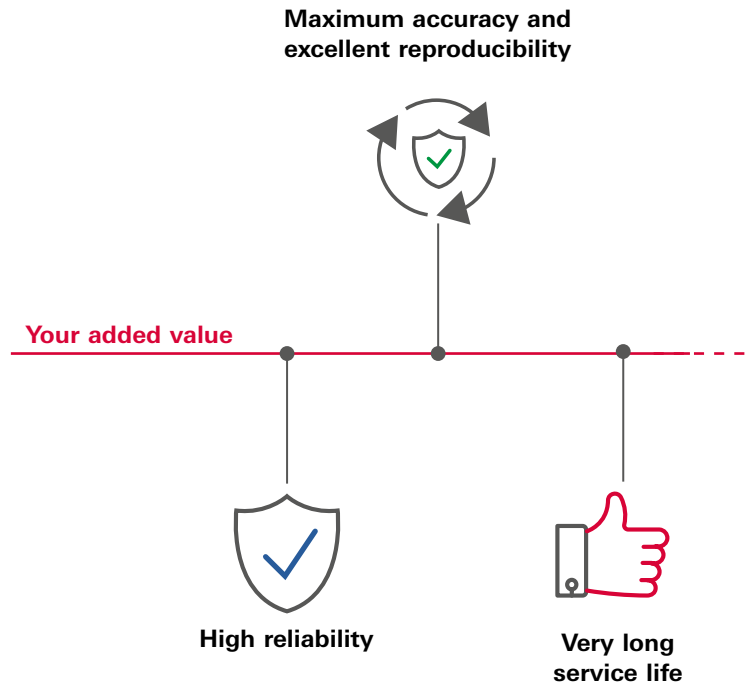 Maximum accuracy and
excellent reproducibility
Your added value
High reliability
Very long
service life